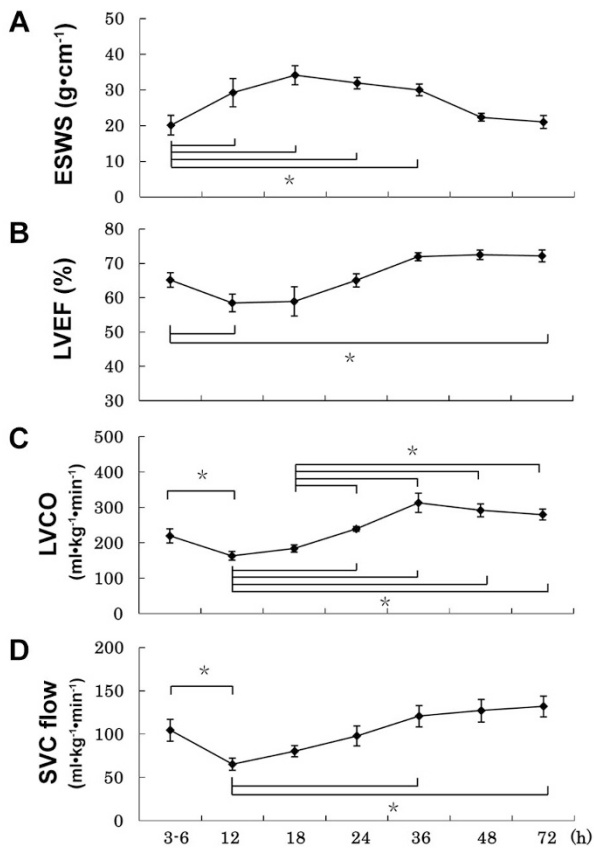 A
ESWS (g•cm⁻¹)
50
40
30
20
10
0
*
B
LVEF (%)
80
70
60
50
40
30
*
C
LVCO
(ml•kg⁻¹•min⁻¹)
500
400
300
200
100
0
*
*
*
D
SVC flow
(ml•kg⁻¹•min⁻¹)
200
150
100
50
0
*
*
3-6 12 18 24 36 48 72 (h)